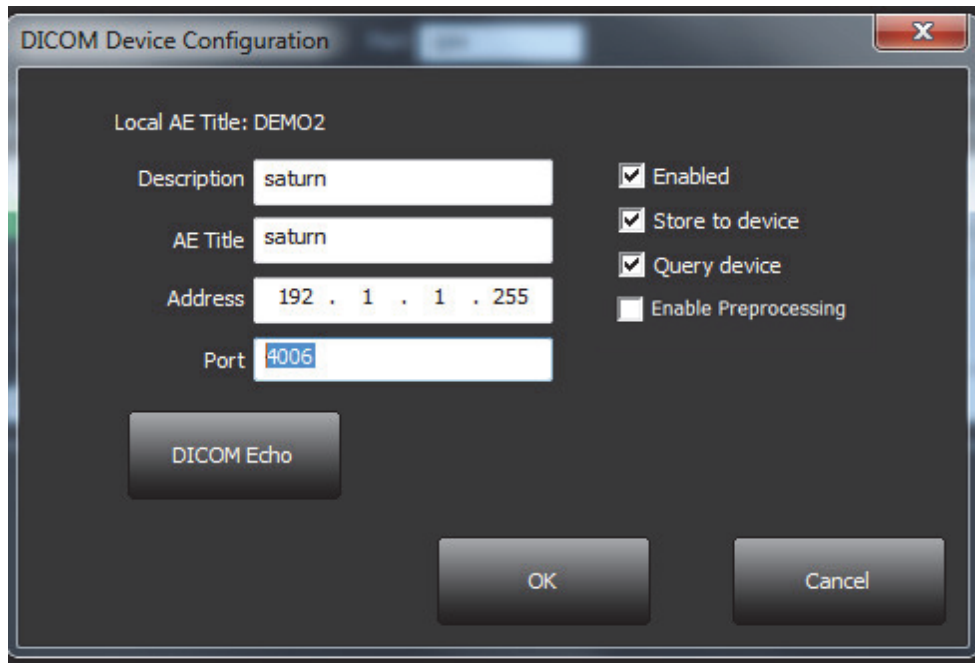 DICOM Device Configuration
Local AE Title: DEMO2
Description saturn
AE Title saturn
Address 192 . 1 . 1 . 255
Port 4006
Enabled
Store to device
Query device
Enable Preprocessing
DICOM Echo
OK
Cancel